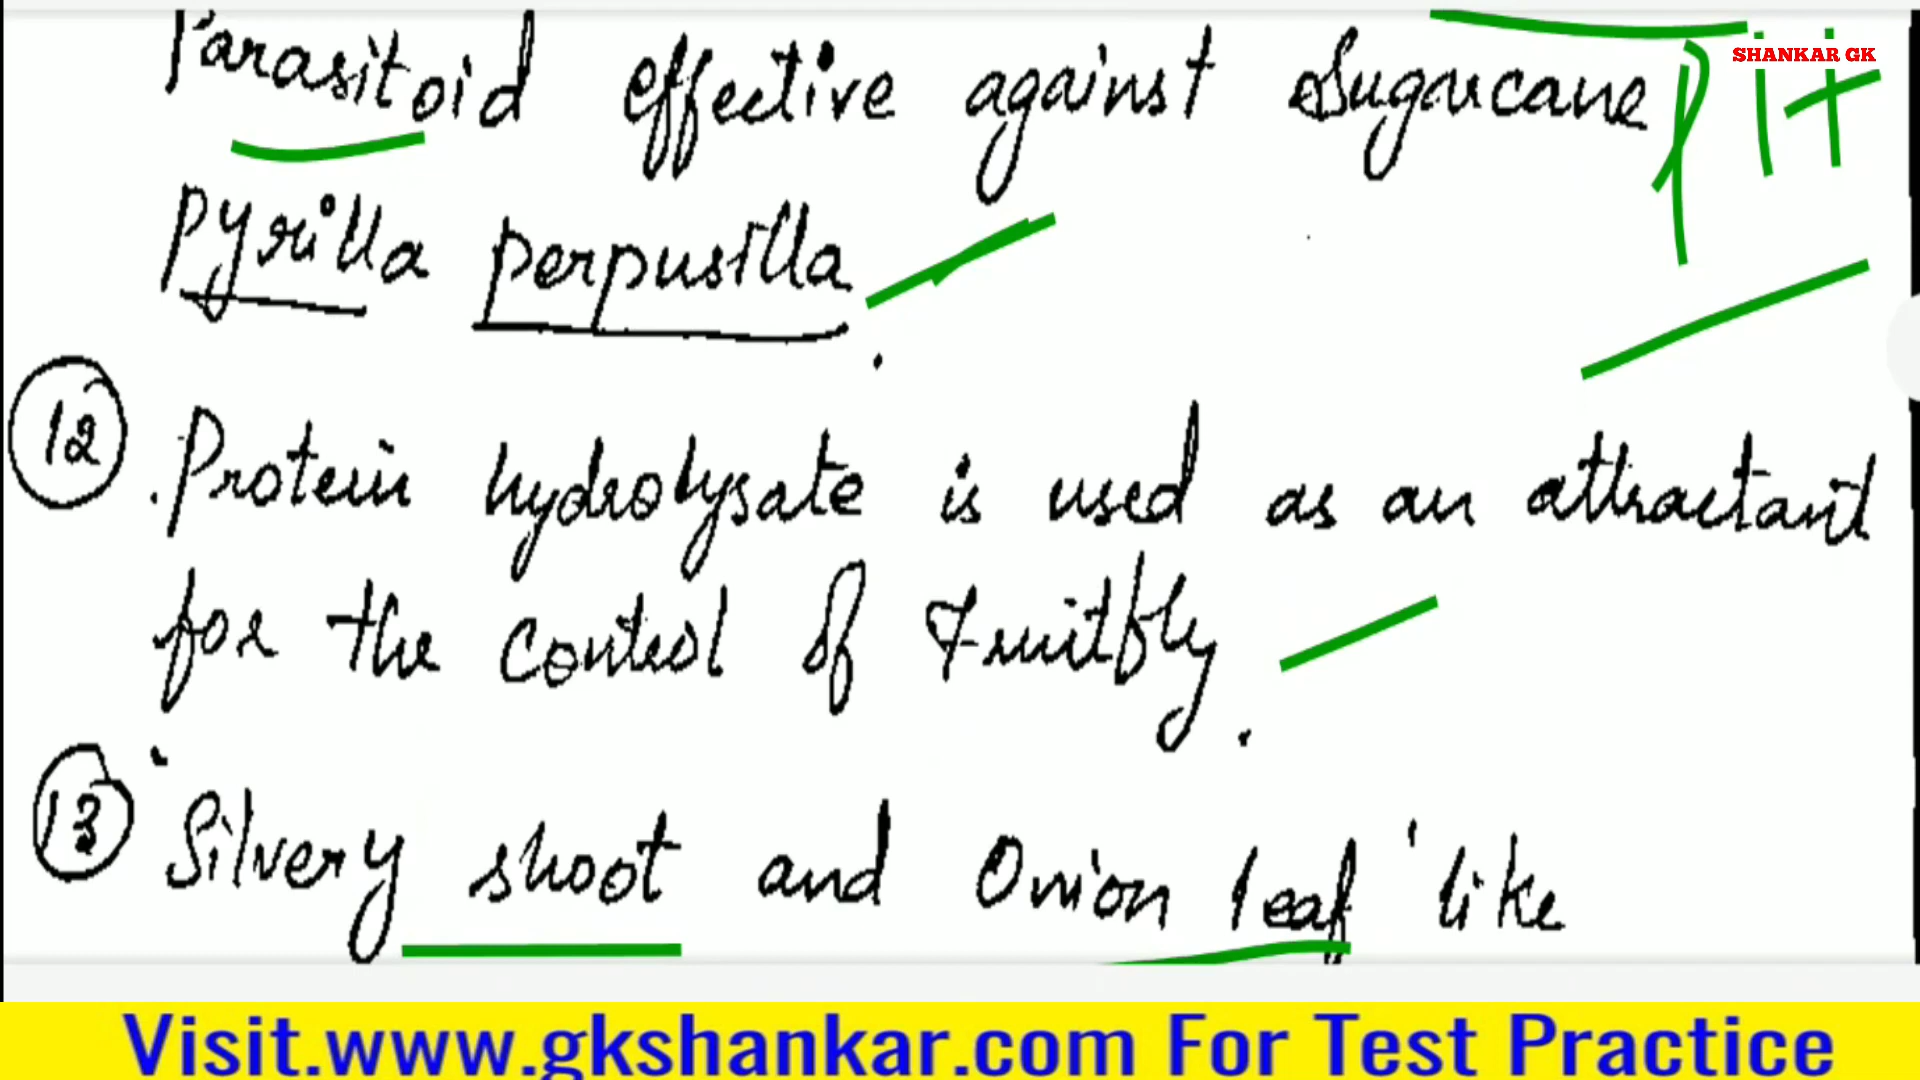 Parasitoid effective against Sugarcane
SHANKAR GK
Pyrilla perpusilla
12 Protein hydrolysate is used as an attractant
for the control of Fruitfly.
13 Silvery shoot and Onion leaf like
Visit.www.gkshankar.com For Test Practice